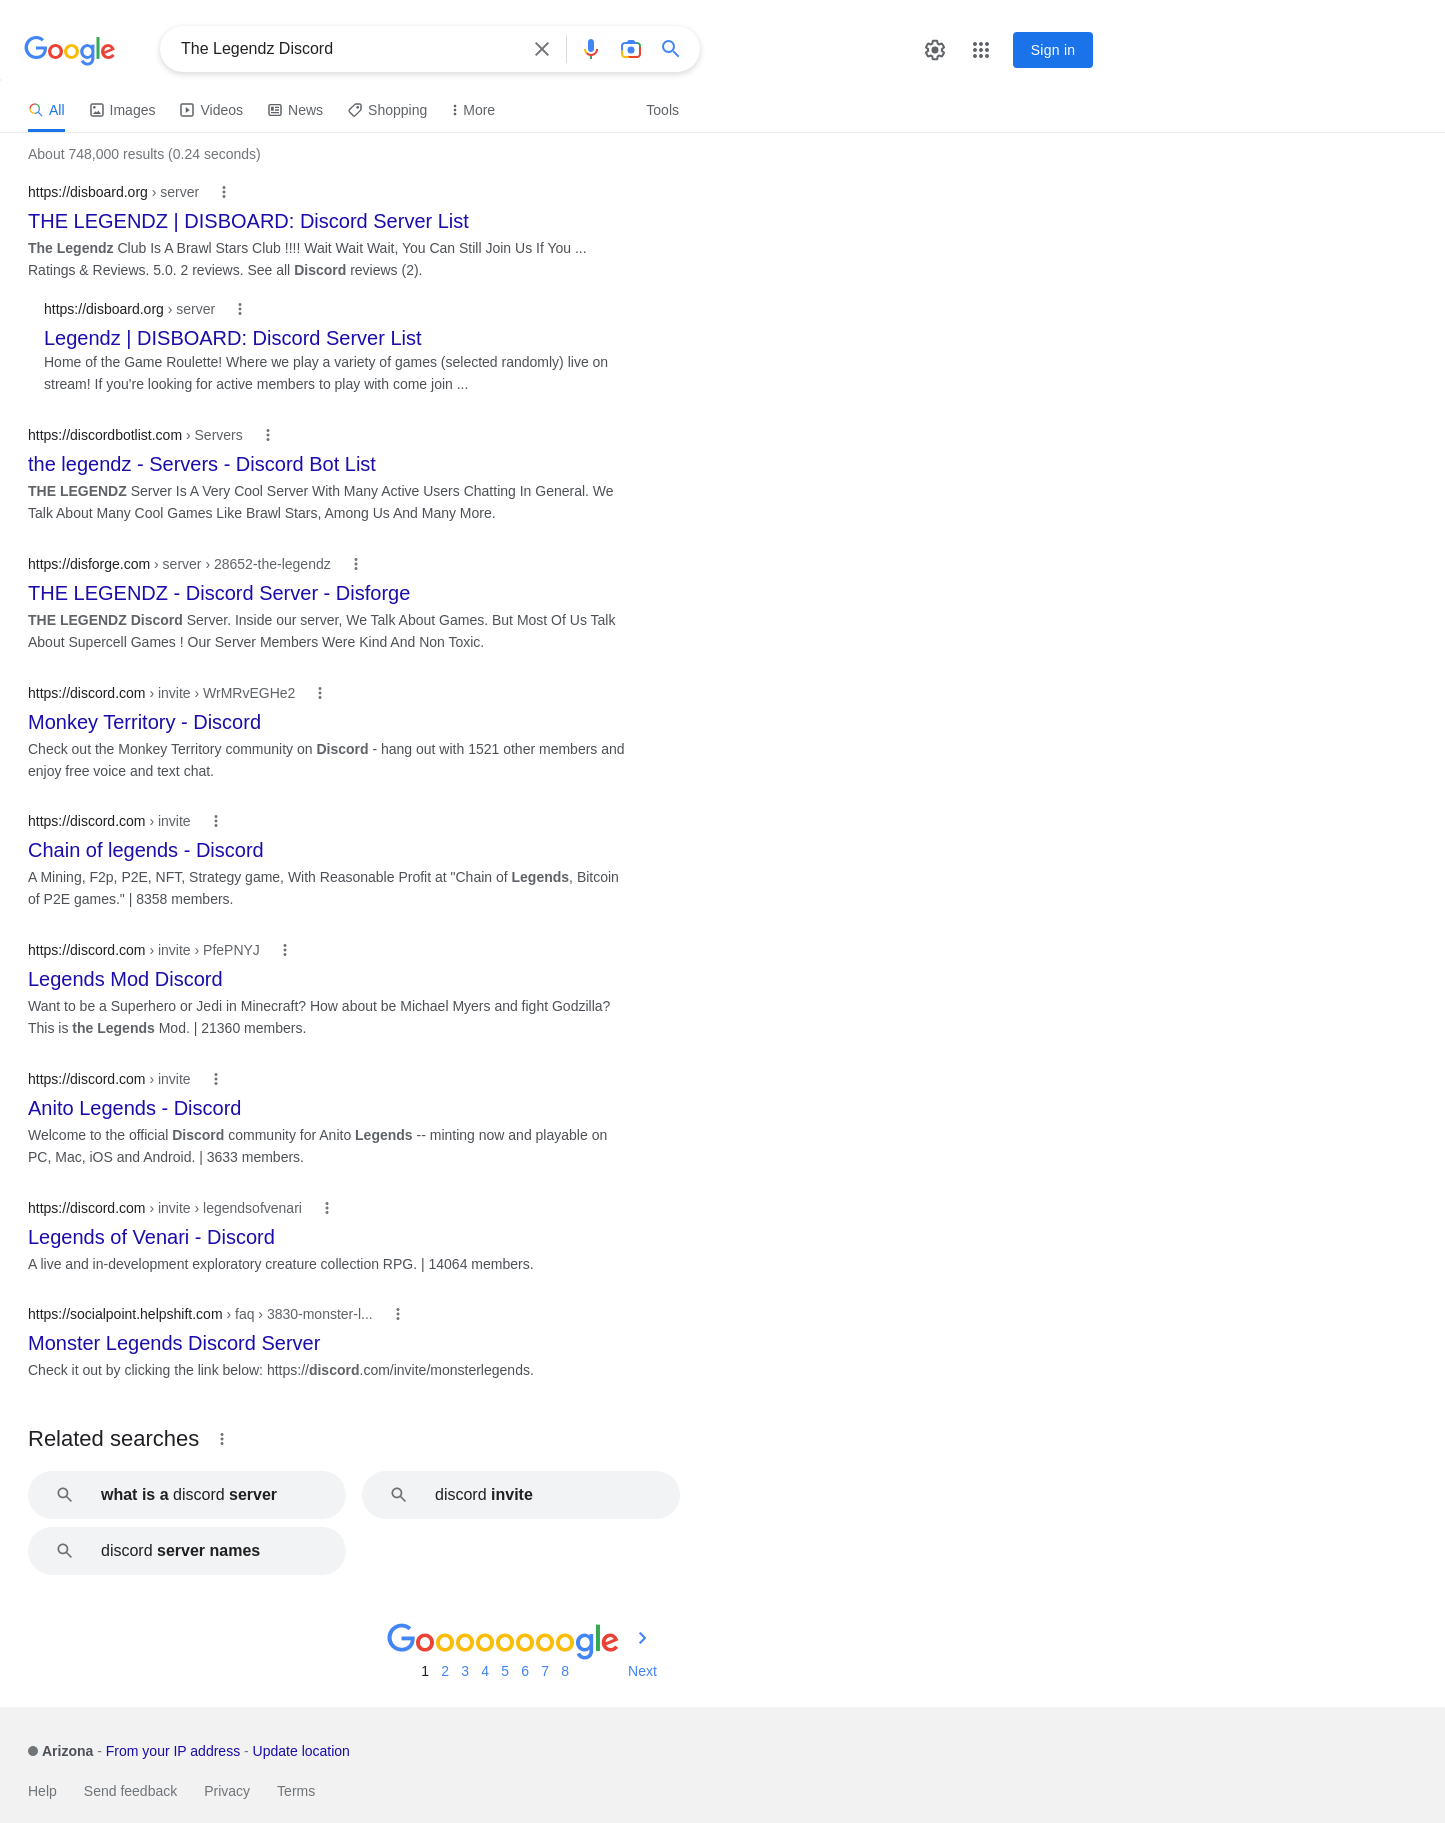 Google
The Legendz Discord
Sign in
All
Images
Videos
News
Shopping
More
Tools
About 748,000 results (0.24 seconds)
https://disboard.org › server
THE LEGENDZ | DISBOARD: Discord Server List
The Legendz Club Is A Brawl Stars Club !!!! Wait Wait Wait, You Can Still Join Us If You ...
Ratings & Reviews. 5.0. 2 reviews. See all Discord reviews (2).
https://disboard.org › server
Legendz | DISBOARD: Discord Server List
Home of the Game Roulette! Where we play a variety of games (selected randomly) live on
stream! If you're looking for active members to play with come join ...
https://discordbotlist.com › Servers
the legendz - Servers - Discord Bot List
THE LEGENDZ Server Is A Very Cool Server With Many Active Users Chatting In General. We
Talk About Many Cool Games Like Brawl Stars, Among Us And Many More.
https://disforge.com › server › 28652-the-legendz
THE LEGENDZ - Discord Server - Disforge
THE LEGENDZ Discord Server. Inside our server, We Talk About Games. But Most Of Us Talk
About Supercell Games ! Our Server Members Were Kind And Non Toxic.
https://discord.com › invite › WrMRvEGHe2
Monkey Territory - Discord
Check out the Monkey Territory community on Discord - hang out with 1521 other members and
enjoy free voice and text chat.
https://discord.com › invite
Chain of legends - Discord
A Mining, F2p, P2E, NFT, Strategy game, With Reasonable Profit at "Chain of Legends, Bitcoin
of P2E games." | 8358 members.
https://discord.com › invite › PfePNYJ
Legends Mod Discord
Want to be a Superhero or Jedi in Minecraft? How about be Michael Myers and fight Godzilla?
This is the Legends Mod. | 21360 members.
https://discord.com › invite
Anito Legends - Discord
Welcome to the official Discord community for Anito Legends -- minting now and playable on
PC, Mac, iOS and Android. | 3633 members.
https://discord.com › invite › legendsofvenari
Legends of Venari - Discord
A live and in-development exploratory creature collection RPG. | 14064 members.
https://socialpoint.helpshift.com › faq › 3830-monster-l...
Monster Legends Discord Server
Check it out by clicking the link below: https://discord.com/invite/monsterlegends.
Related searches
what is a discord server
discord invite
discord server names
Goooooooogle
1 2 3 4 5 6 7 8 Next
Arizona - From your IP address - Update location
Help Send feedback Privacy Terms